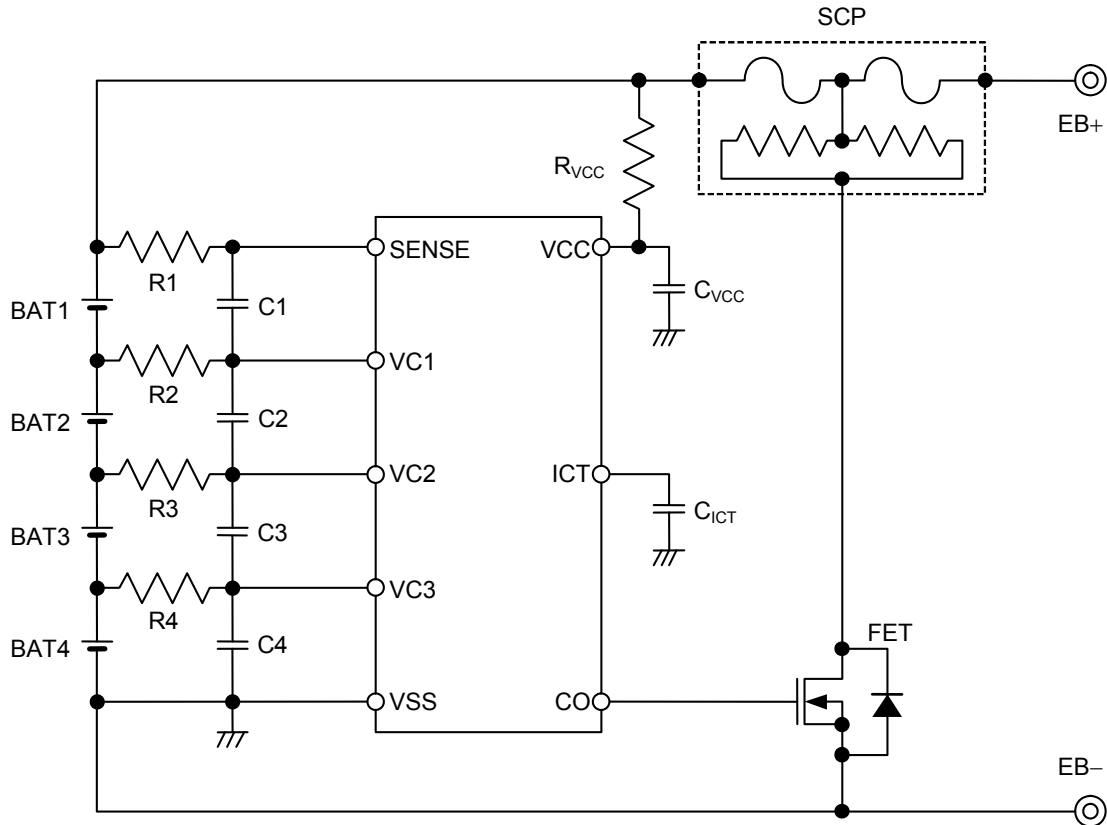 SCP
EB+
RVCC
SENSE
VCC
R1
C1
CVCC
BAT1
VC1
R2
C2
BAT2
VC2
ICT
R3
C3
CICT
BAT3
VC3
R4
C4
BAT4
FET
VSS
CO
EB−